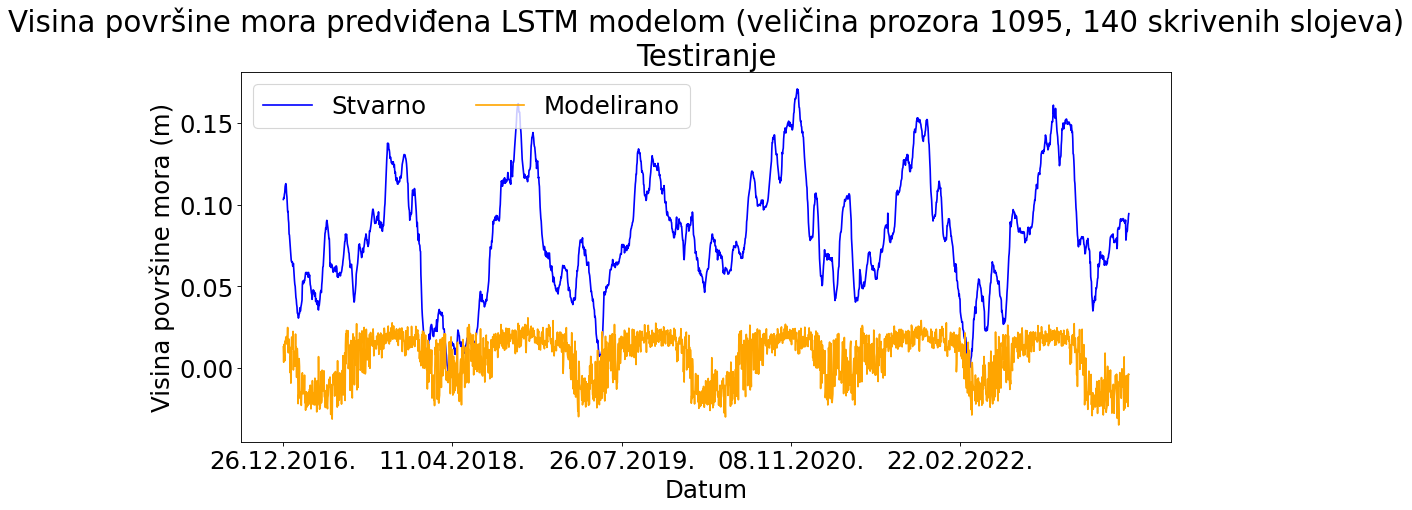 Visina površine mora predviđena LSTM modelom (veličina prozora 1095, 140 skrivenih slojeva)
Testiranje
Stvarno
Modelirano
Visina površine mora (m)
0.15
0.10
0.05
0.00
26.12.2016.
11.04.2018.
26.07.2019.
08.11.2020.
22.02.2022.
Datum